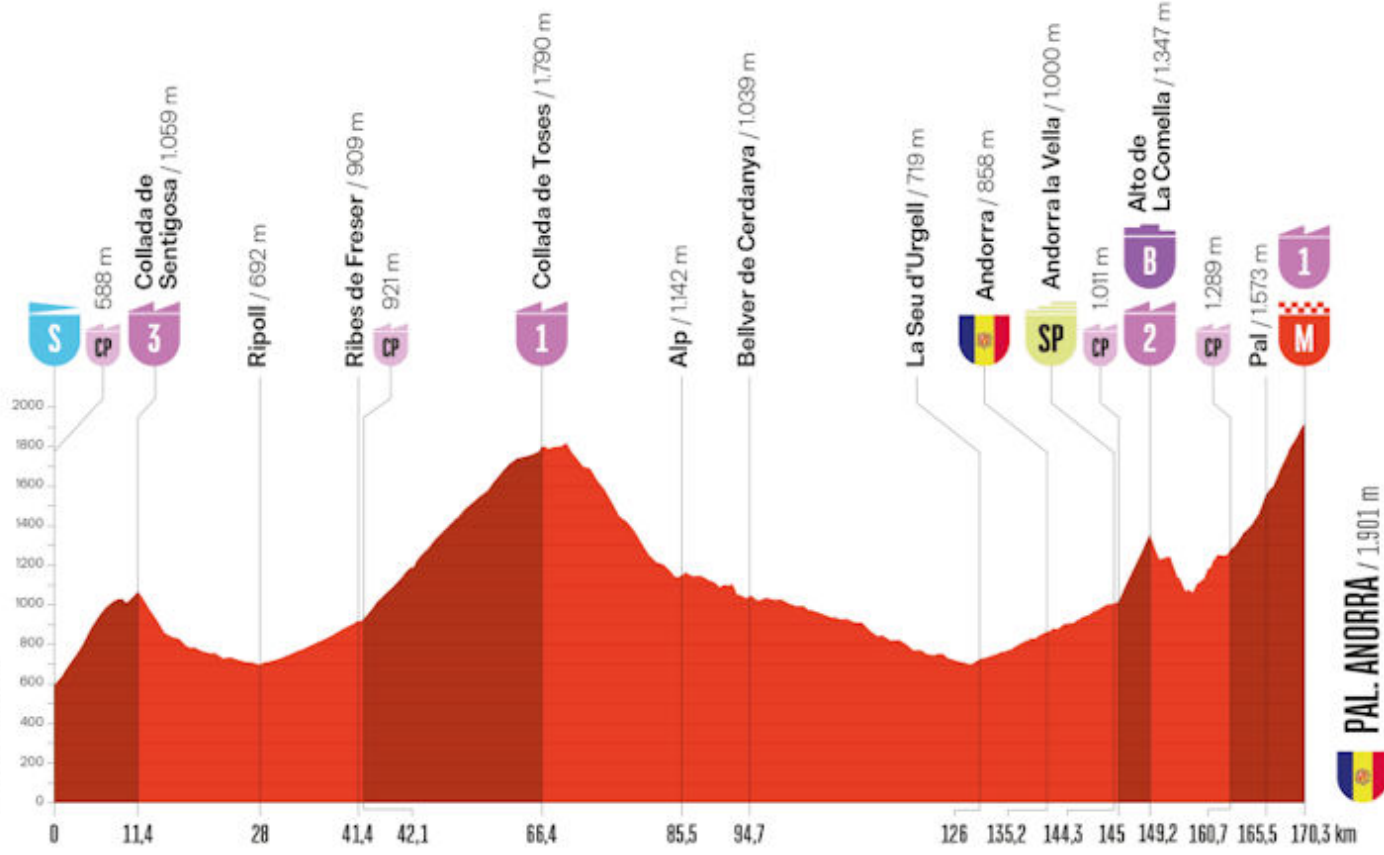 S
CP
588 m
3
Collada de
Sentigosa / 1.059 m
Ripoll / 692 m
Ribes de Freser / 909 m
CP
921 m
1
Collada de Toses / 1.790 m
Alp / 1.142 m
Bellver de Cerdanya / 1.039 m
La Seu d'Urgell / 719 m
Andorra / 858 m
SP
Andorra la Vella / 1.000 m
CP
1.011 m
Alto de
La Comella / 1.347 m
B
2
CP
1.289 m
Pal / 1.573 m
1
M
2000
1800
1600
1400
1200
1000
800
600
400
200
0
0 11,4 28 41,4 42,1 66,4 85,5 94,7 126 135,2 144,3 145 149,2 160,7 165,5 170,3 km
PAL. ANORRA / 1.901 m